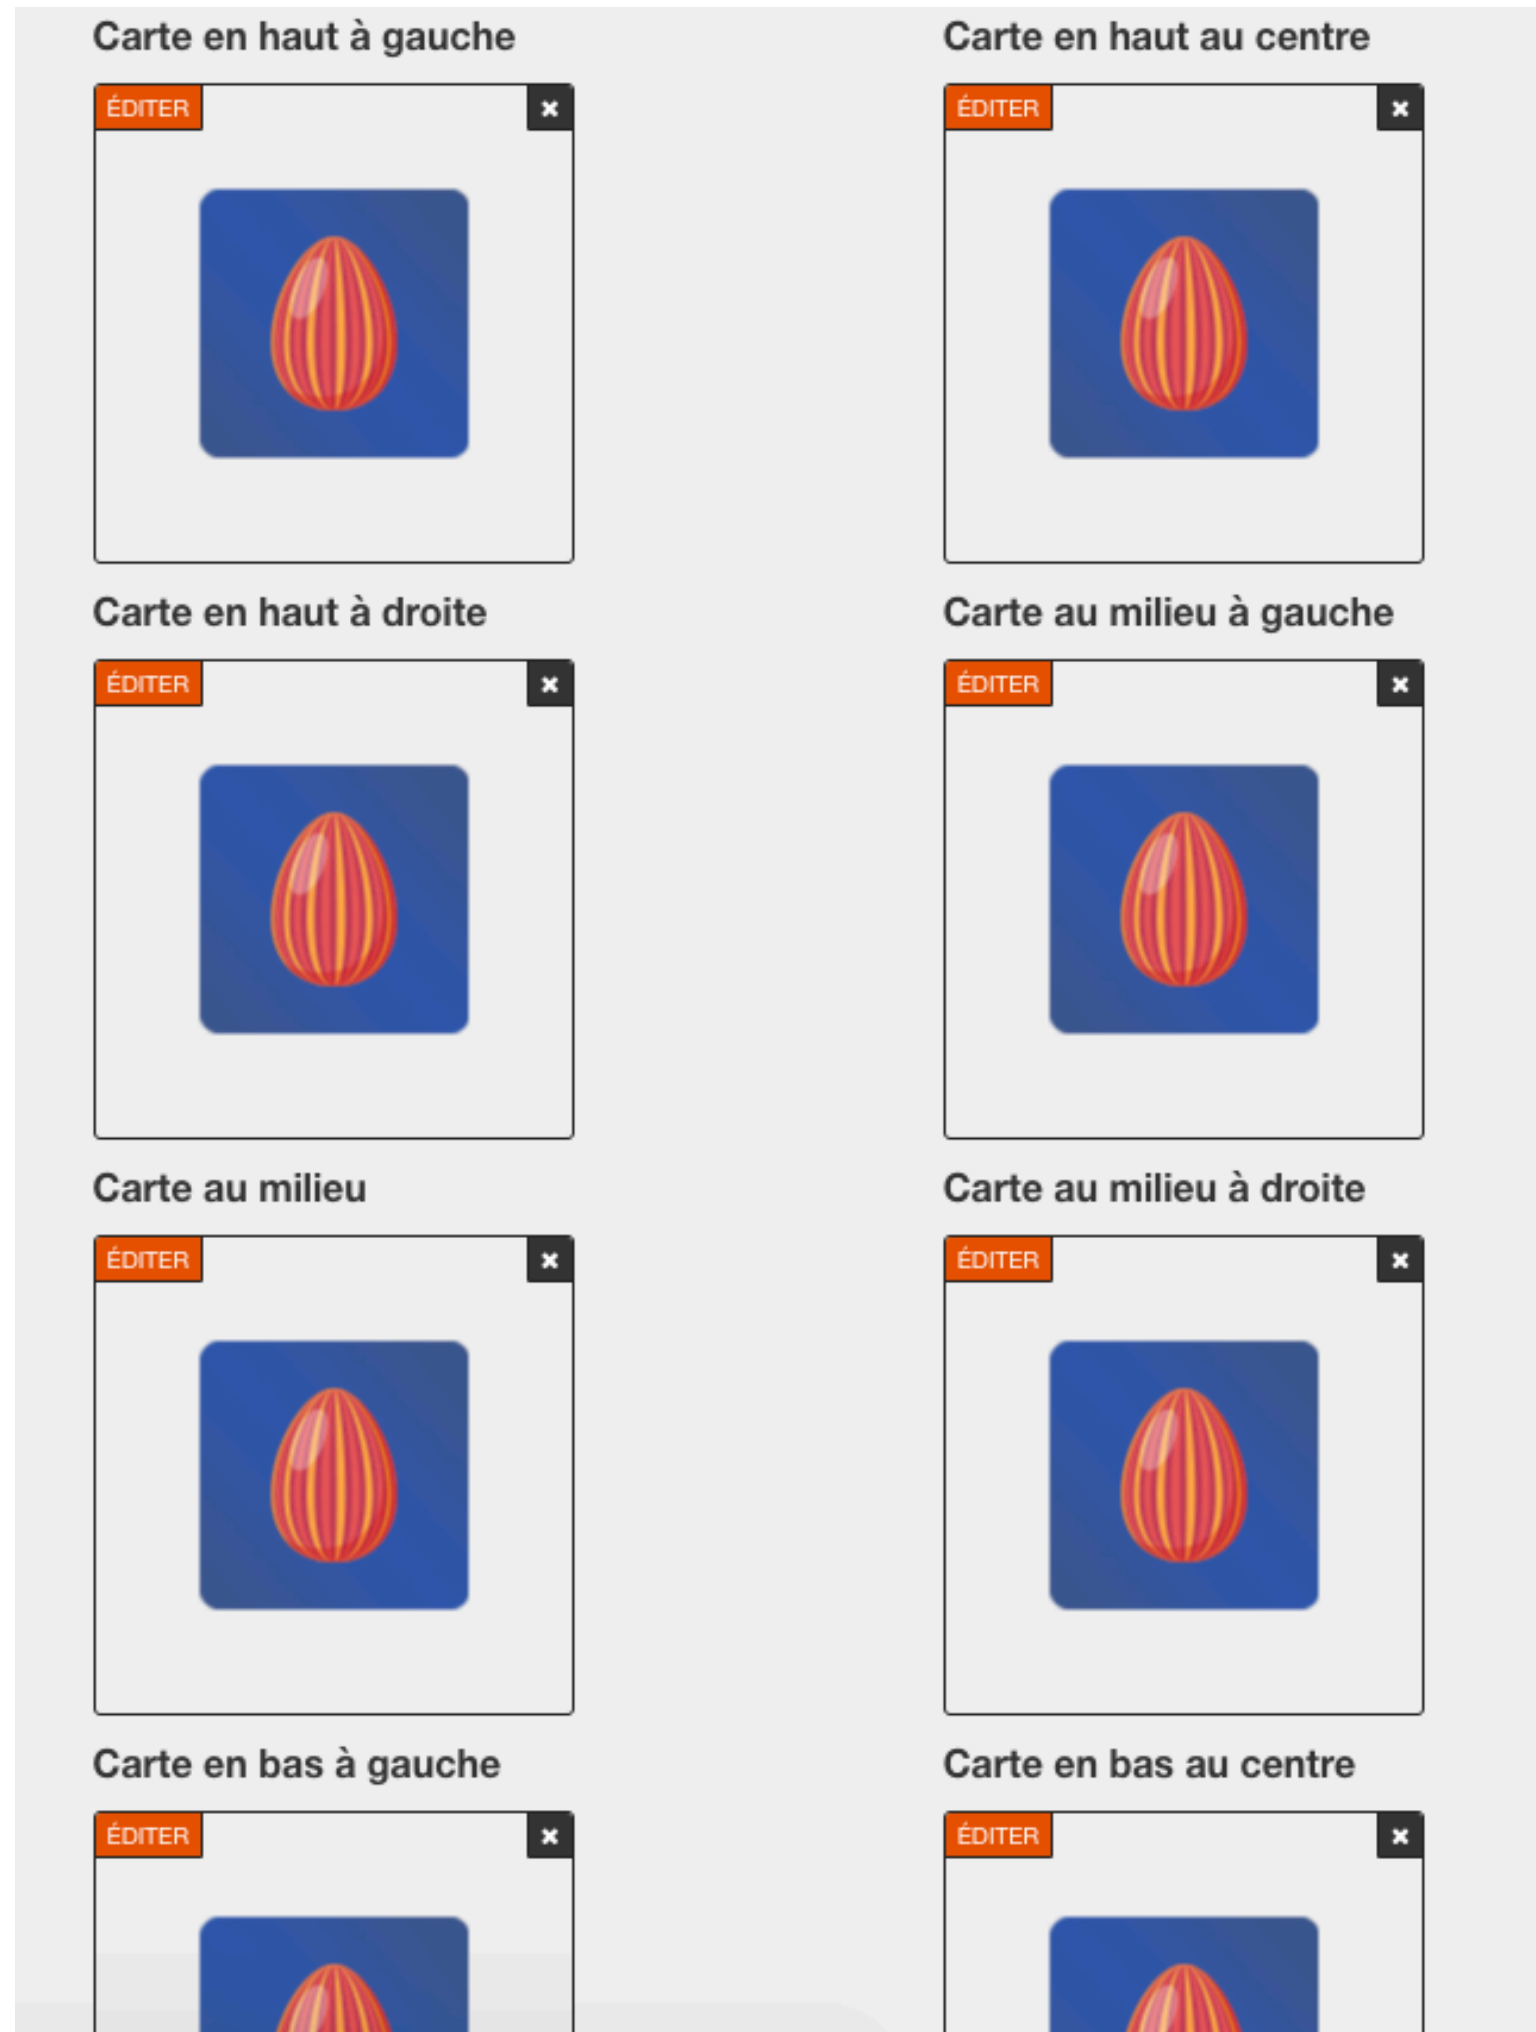 Carte en haut à gauche
Carte en haut au centre
ÉDITER
ÉDITER
Carte en haut à droite
Carte au milieu à gauche
ÉDITER
ÉDITER
Carte au milieu
Carte au milieu à droite
ÉDITER
ÉDITER
Carte en bas à gauche
Carte en bas au centre
ÉDITER
ÉDITER